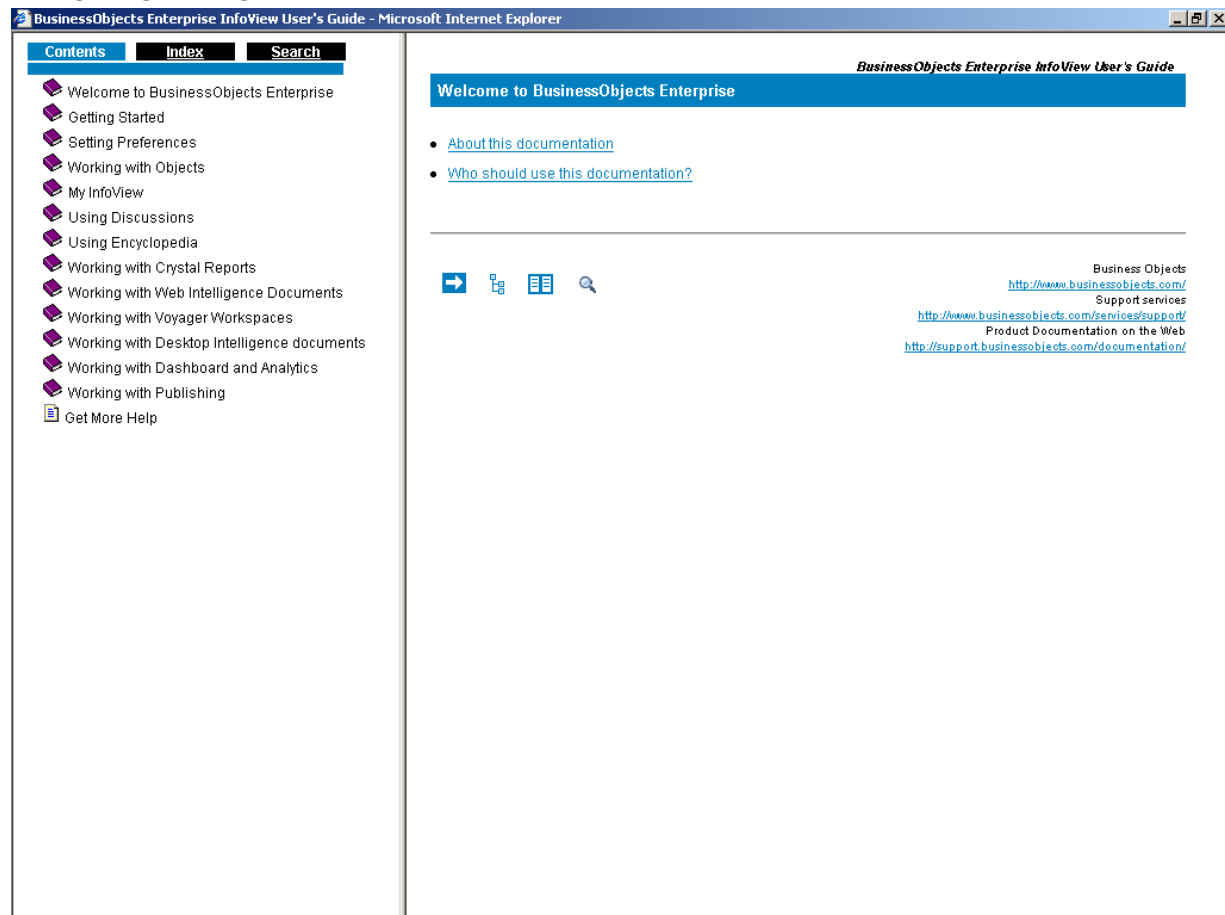 BusinessObjects Enterprise InfoView User's Guide - Microsoft Internet Explorer
Contents Index Search
Welcome to BusinessObjects Enterprise
Getting Started
Setting Preferences
Working with Objects
My InfoView
Using Discussions
Using Encyclopedia
Working with Crystal Reports
Working with Web Intelligence Documents
Working with Voyager Workspaces
Working with Desktop Intelligence documents
Working with Dashboard and Analytics
Working with Publishing
Get More Help
BusinessObjects Enterprise InfoView User's Guide
Welcome to BusinessObjects Enterprise
About this documentation
Who should use this documentation?
Business Objects
http://www.businessobjects.com/
Support services
http://www.businessobjects.com/services/support/
Product Documentation on the Web
http://support.businessobjects.com/documentation/